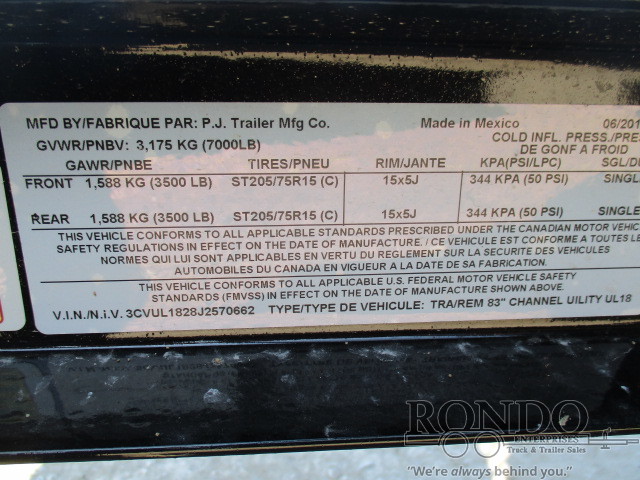 MFD BY/FABRIQUE PAR: P.J. Trailer Mfg Co. Made in Mexico 06/201
GVWR/PNBV: 3,175 KG (7000LB) COLD INFL. PRESS./PRES
DE GONF A FROID
GAWR/PNBE TIRES/PNEU RIM/JANTE KPA(PSI/LPC) SGL/DU
FRONT 1,588 KG (3500 LB) ST205/75R15 (C) 15x5J 344 KPA (50 PSI) SINGLE
REAR 1,588 KG (3500 LB) ST205/75R15 (C) 15x5J 344 KPA (50 PSI) SINGLE
THIS VEHICLE CONFORMS TO ALL APPLICABLE STANDARDS PRESCRIBED UNDER THE CANADIAN MOTOR VEHIC
SAFETY REGULATIONS IN EFFECT ON THE DATE OF MANUFACTURE. / CE VEHICULE EST CONFORME A TOUTES LE
NORMES QUI LUI SONT APPLICABLES EN VERTU DU REGLEMENT SUR LA SECURITE DES VEHICULES
AUTOMOBILES DU CANADA EN VIGUEUR A LA DATE DE SA FABRICATION.
THIS VEHICLE CONFORMS TO ALL APPLICABLE U.S. FEDERAL MOTOR VEHICLE SAFETY
STANDARDS (FMVSS) IN EFFECT ON THE DATE OF MANUFACTURE SHOWN ABOVE.
V.I.N./N.i.V. 3CVUL1828J2570662 TYPE/TYPE DE VEHICULE: TRA/REM 83" CHANNEL UILITY UL18
RONDO
ENTERPRISES
Truck & Trailer Sales
"We're always behind you."